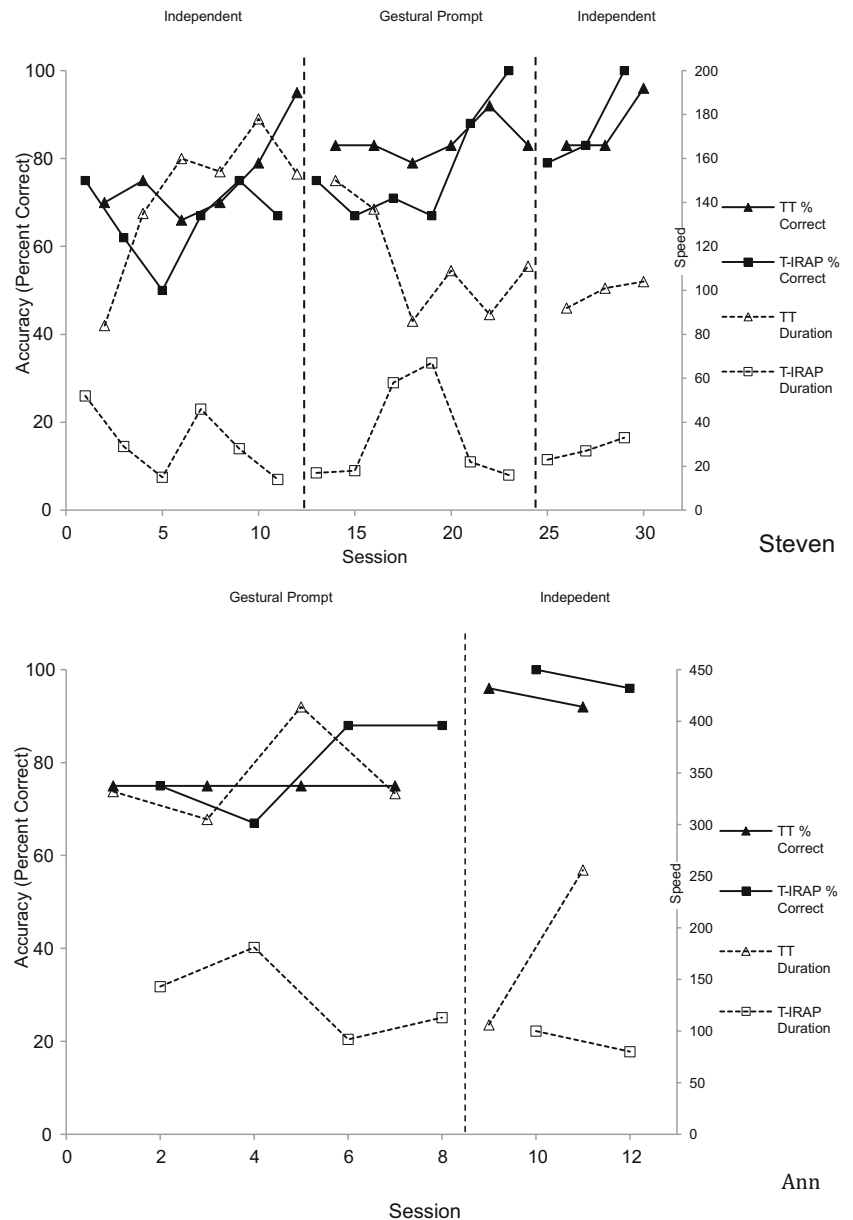 Independent Gestural Prompt Independent
100
80
60
40
20
0
Accuracy (Percent Correct)
0 5 10 15 20 25 30
Session
200
180
160
140
120
100
80
60
40
20
0
Speed
TT %
Correct
T-IRAP %
Correct
TT
Duration
T-IRAP
Duration
Steven
Gestural Prompt Indepedent
100
80
60
40
20
0
Accuracy (Percent Correct)
0 2 4 6 8 10 12
Session
450
400
350
300
250
200
150
100
50
0
Speed
TT %
Correct
T-IRAP %
Correct
TT
Duration
T-IRAP
Duration
Ann